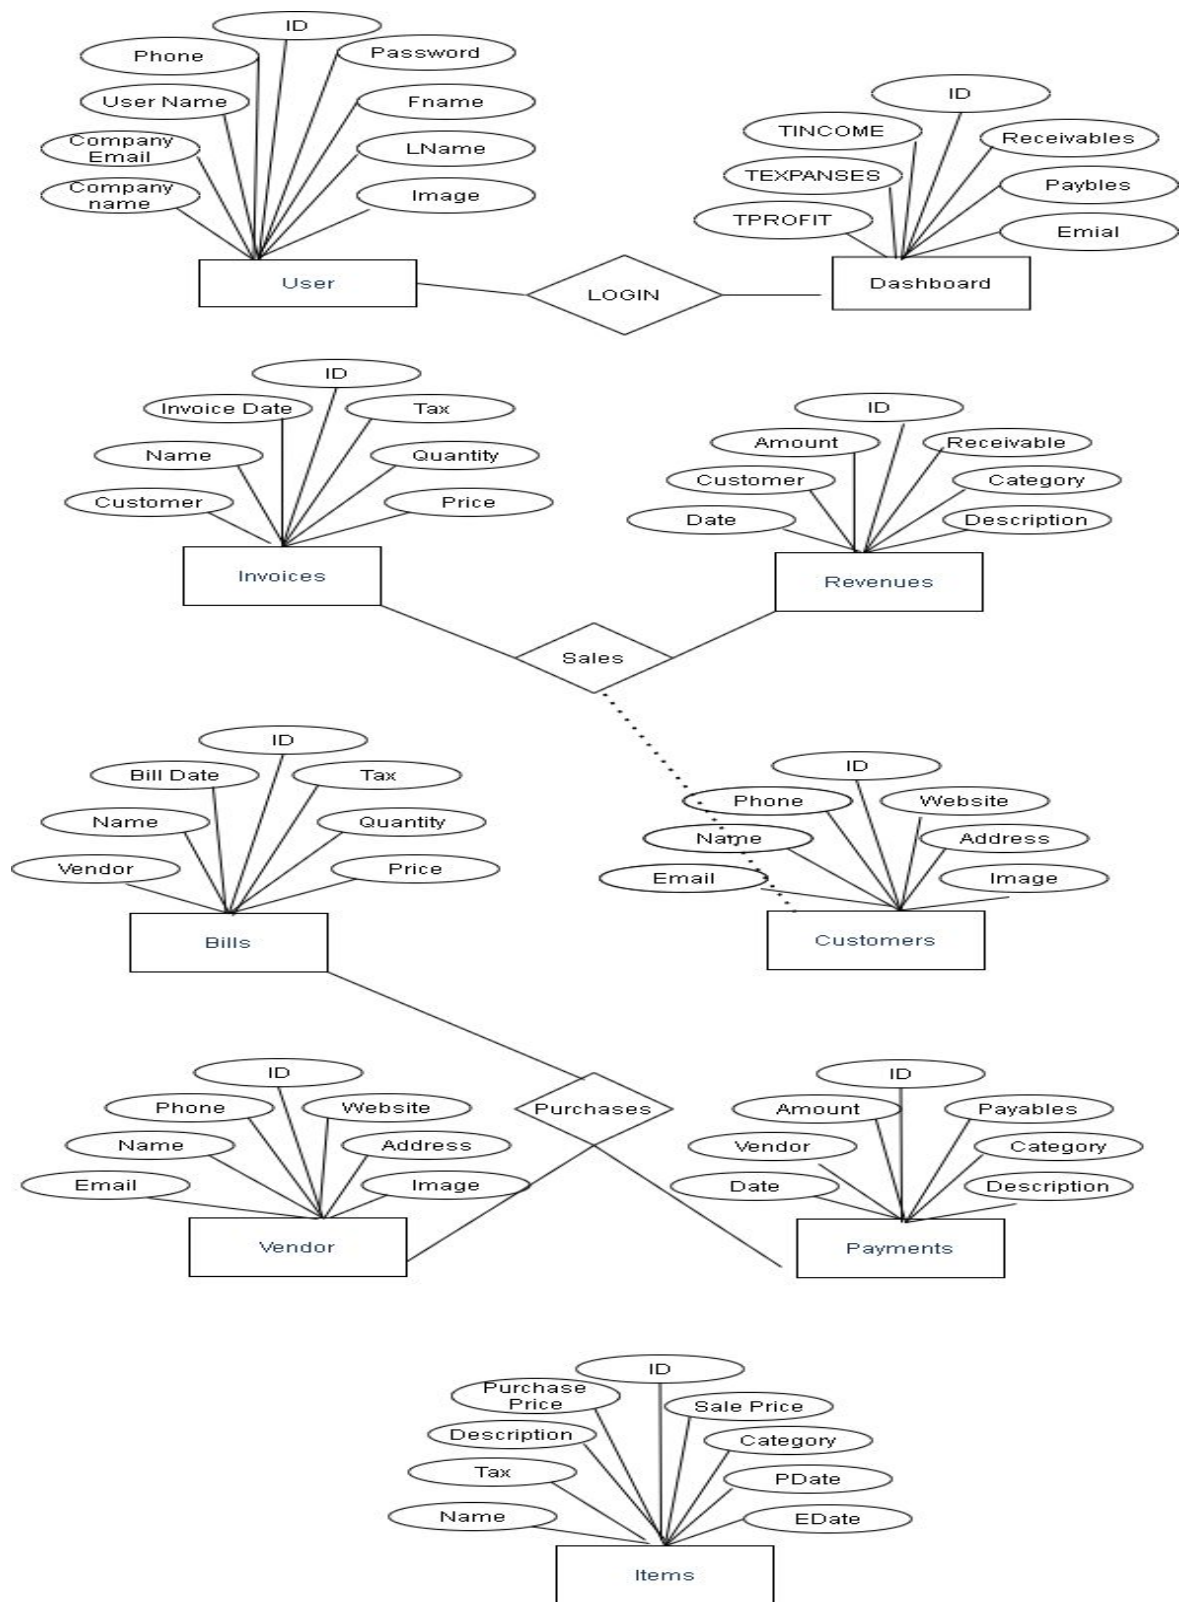 ID
Phone
Password
User Name
Fname
Company
Email
LName
Company
name
Image
User
LOGIN
ID
TINCOME
Receivables
TEXPANSES
Paybles
TPROFIT
Emial
Dashboard
ID
Invoice Date
Tax
Name
Quantity
Customer
Price
Invoices
ID
Amount
Receivable
Customer
Category
Date
Description
Revenues
Sales
ID
Bill Date
Tax
Name
Quantity
Vendor
Price
Bills
ID
Phone
Website
Name
Address
Email
Image
Customers
ID
Phone
Website
Name
Address
Email
Image
Vendor
Purchases
ID
Amount
Payables
Vendor
Category
Date
Description
Payments
ID
Purchase
Price
Sale Price
Description
Category
Tax
PDate
Name
EDate
Items